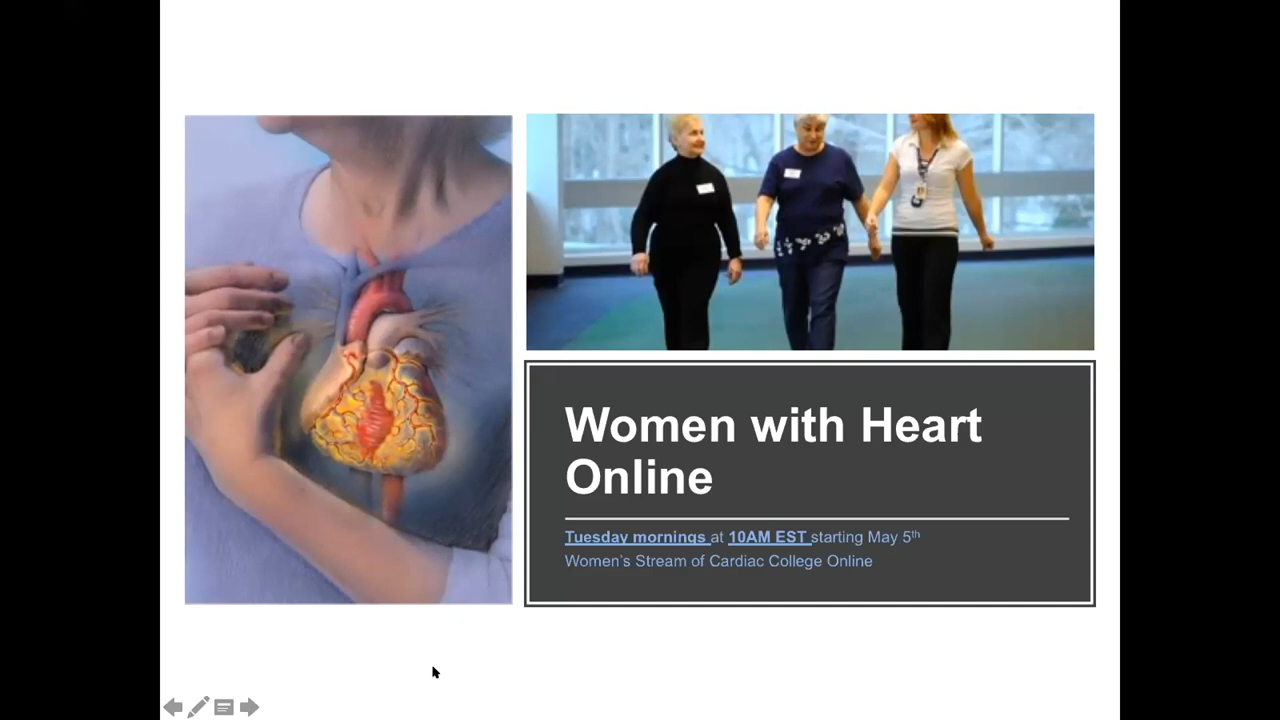 Women with Heart
Online
Tuesday mornings at 10AM EST starting May 5th
Women's Stream of Cardiac College Online